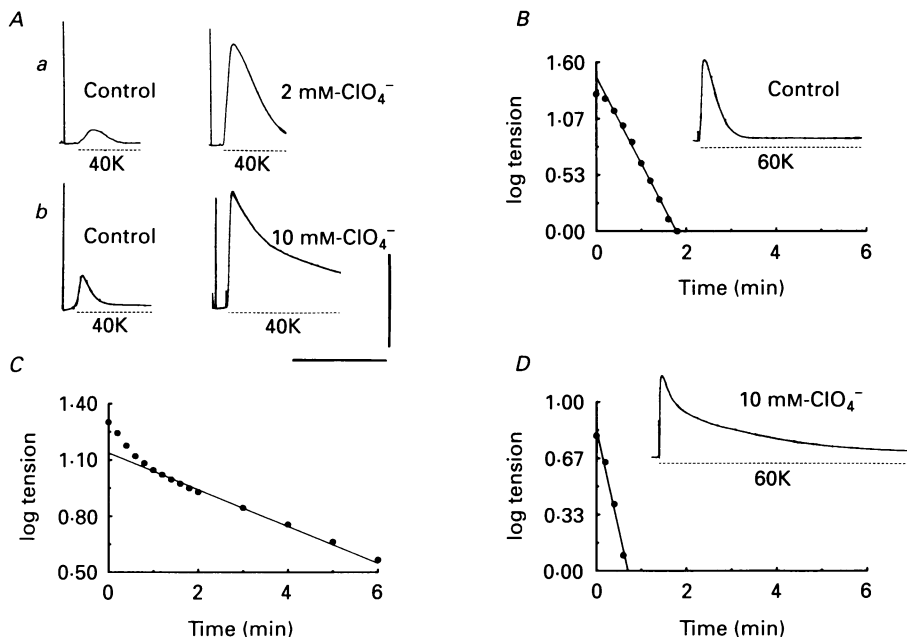 A
a
Control
40K
2 mM-ClO₄⁻
40K
b
Control
40K
10 mM-ClO₄⁻
40K
B
log tension
1·60
1·07
0·53
0·00
0 2 4 6
Time (min)
Control
60K
C
log tension
1·40
1·10
0·80
0·50
0 2 4 6
Time (min)
D
log tension
1·00
0·67
0·33
0·00
0 2 4 6
Time (min)
10 mM-ClO₄⁻
60K